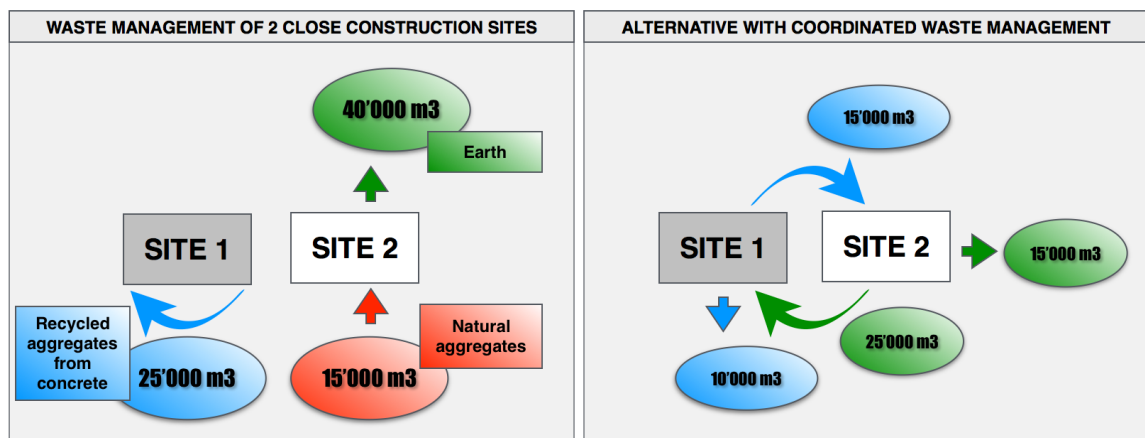 WASTE MANAGEMENT OF 2 CLOSE CONSTRUCTION SITES
40’000 m3
Earth
SITE 1
SITE 2
Recycled
aggregates
from
concrete
25’000 m3
Natural
aggregates
15’000 m3
ALTERNATIVE WITH COORDINATED WASTE MANAGEMENT
15’000 m3
SITE 1
SITE 2
15’000 m3
25’000 m3
10’000 m3